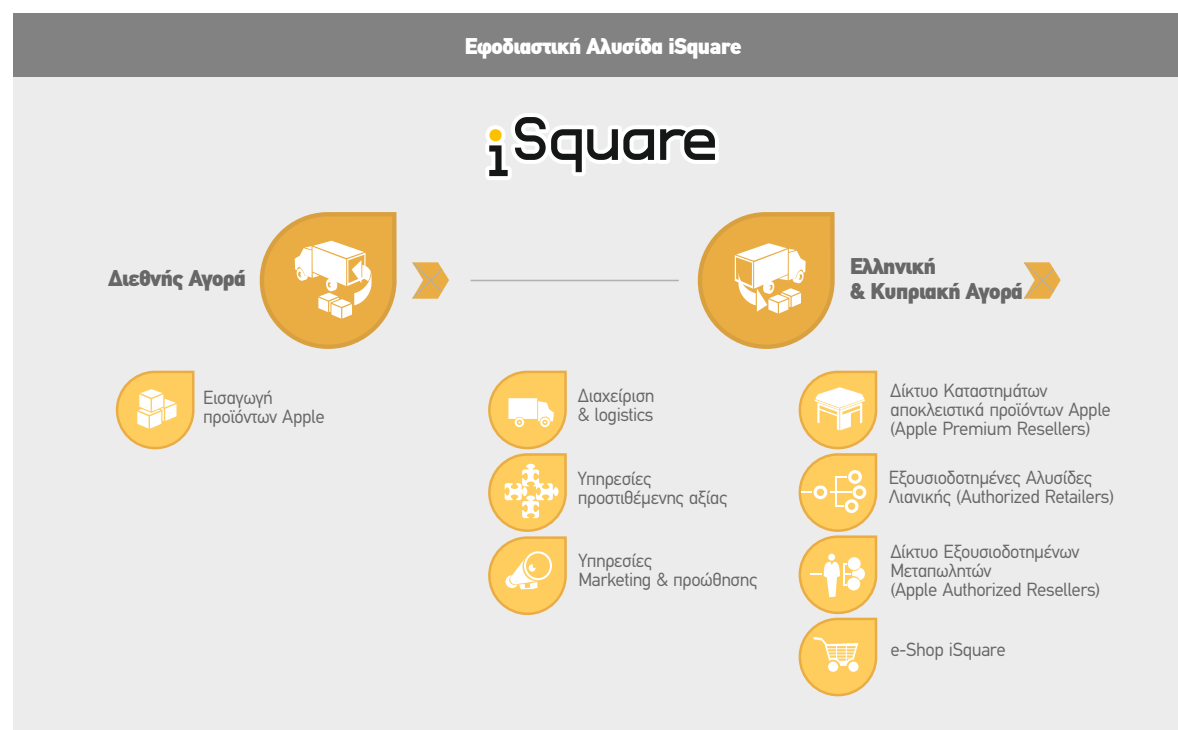 Εφοδιαστική Αλυσίδα iSquare
iSquare
Διεθνής Αγορά
Ελληνική
& Κυπριακή Αγορά
Εισαγωγή
προϊόντων Apple
Διαχείριση
& logistics
Υπηρεσίες
προστιθέμενης αξίας
Υπηρεσίες
Marketing & προώθησης
Δίκτυο Καταστημάτων
αποκλειστικά προϊόντων Apple
(Apple Premium Resellers)
Εξουσιοδοτημένες Αλυσίδες
Λιανικής (Authorized Retailers)
Δίκτυο Εξουσιοδοτημένων
Μεταπωλητών
(Apple Authorized Resellers)
e-Shop iSquare